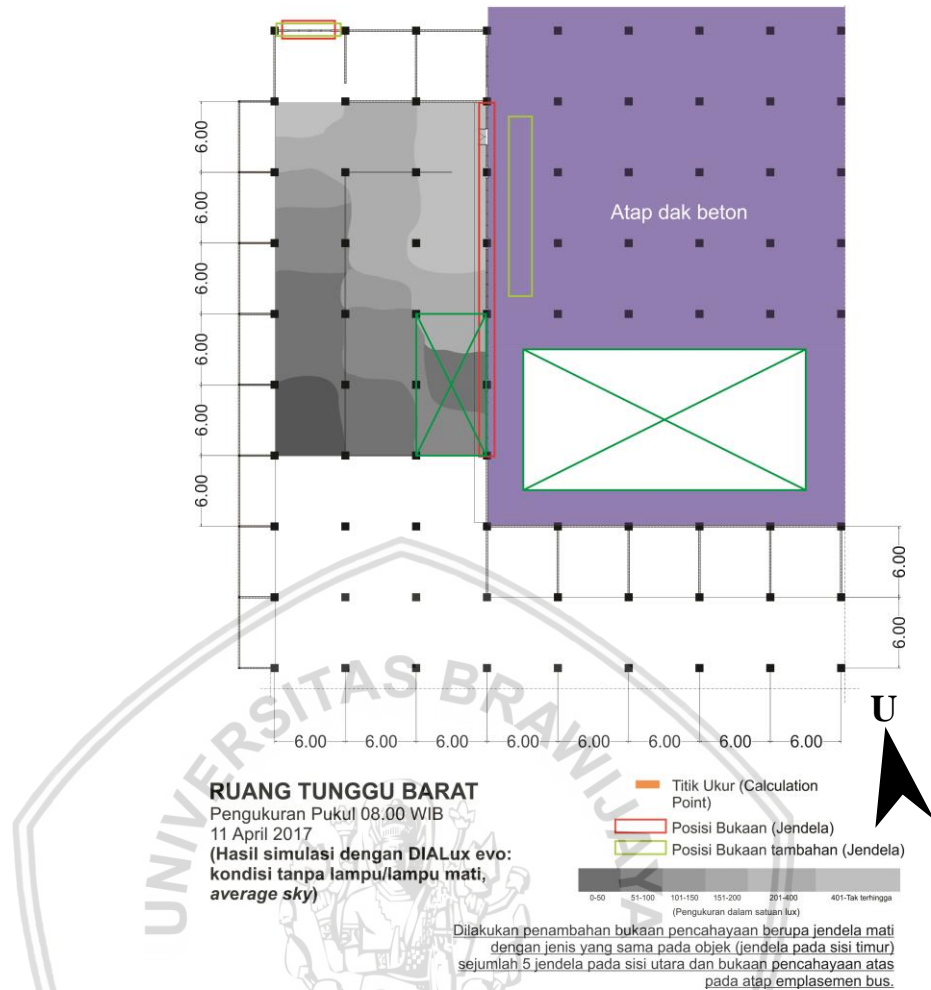 6.00
6.00
6.00
6.00
6.00
6.00
Atap dak beton
6.00
6.00
6.00 6.00 6.00 6.00 6.00 6.00 6.00 6.00
U
UNIVERSITAS BRAWIJAYA
RUANG TUNGGU BARAT
Pengukuran Pukul 08.00 WIB
11 April 2017
(Hasil simulasi dengan DIALux evo:
kondisi tanpa lampu/lampu mati,
average sky)
Titik Ukur (Calculation
Point)
Posisi Bukaan (Jendela)
Posisi Bukaan tambahan (Jendela)
0-50 51-100 101-150 151-200 201-400 401-Tak terhingga
(Pengukuran dalam satuan lux)
Dilakukan penambahan bukaan pencahayaan berupa jendela mati
dengan jenis yang sama pada objek (jendela pada sisi timur)
sejumlah 5 jendela pada sisi utara dan bukaan pencahayaan atas
pada atap emplasemen bus.